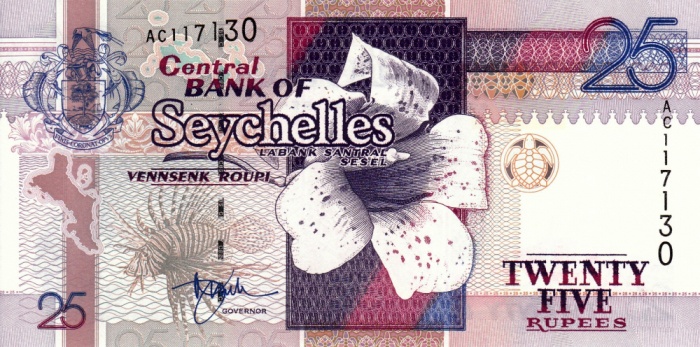 AC117130
25
Central
BANK OF
Seychelles
LABANK SANTRAL
SESEL
VENNSENK ROUPI
AC117130
GOVERNOR
25
TWENTY
FIVE
RUPEES